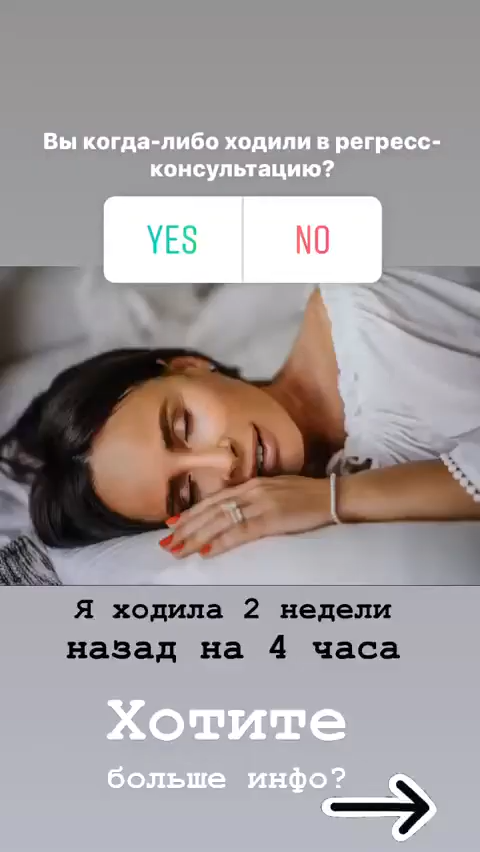 Вы когда-либо ходили в регресс-
консультацию?
YES NO
Я ходила 2 недели
назад на 4 часа
Хотите
больше инфо?